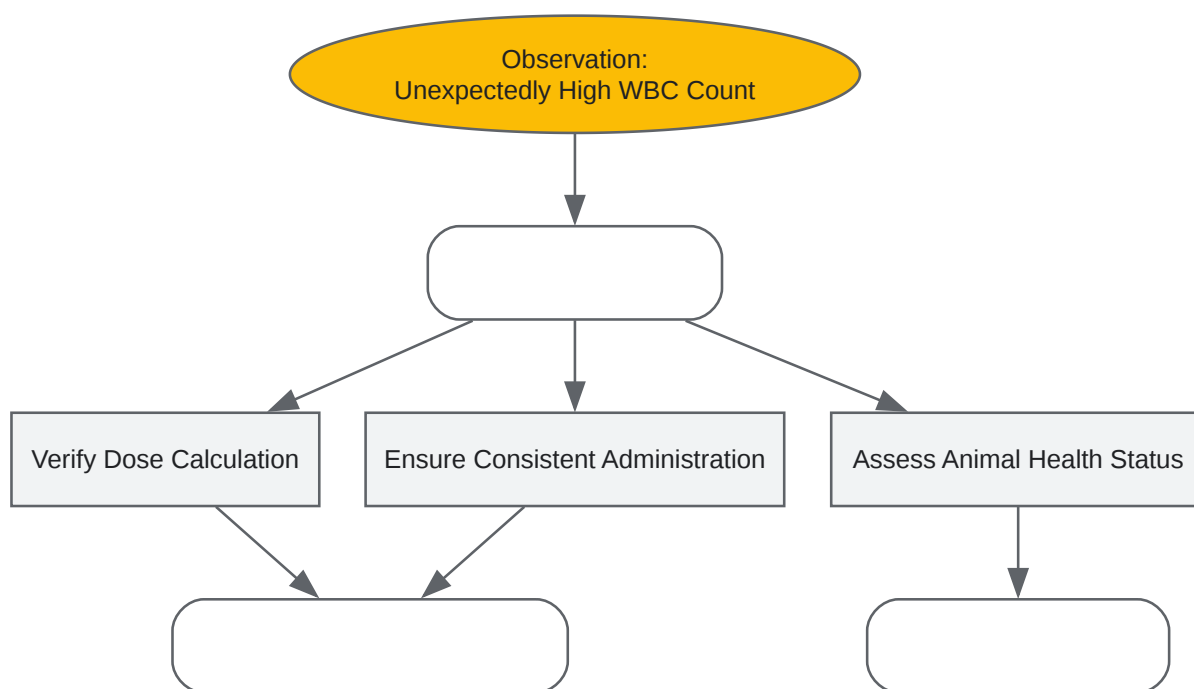 Observation:
Unexpectedly High WBC Count
Verify Dose Calculation
Ensure Consistent Administration
Assess Animal Health Status